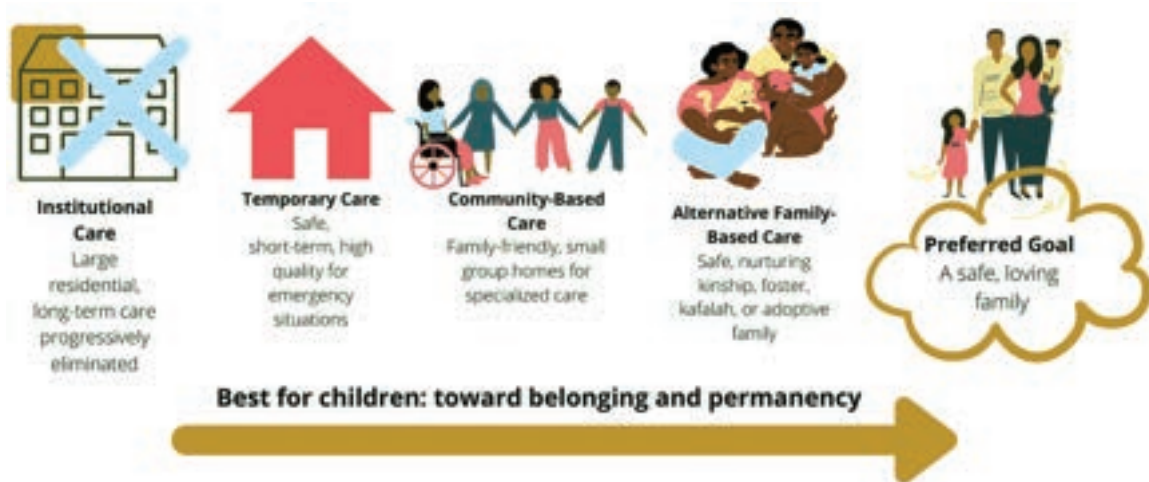 Institutional
Care
Large
residential,
long-term care
progressively
eliminated
Temporary Care
Safe,
short-term, high
quality for
emergency
situations
Community-Based
Care
Family-friendly, small
group homes for
specialized care
Alternative Family-
Based Care
Safe, nurturing
kinship, foster,
kafalah, or adoptive
family
Preferred Goal
A safe, loving
family
Best for children: toward belonging and permanency